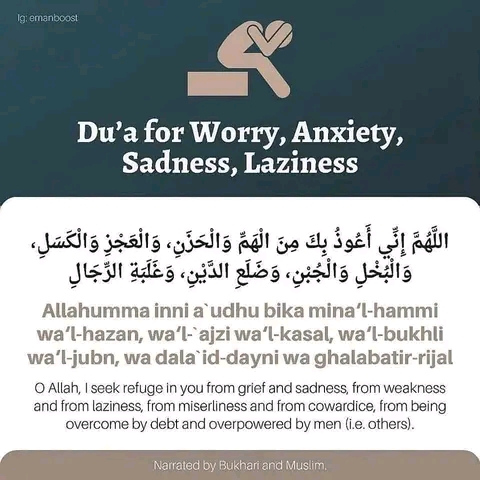 Ig: emanboost
Du'a for Worry, Anxiety,
Sadness, Laziness
اللَّهُمَّ إِنِّي أَعُوذُ بِكَ مِنَ الْهَمِّ وَالْحَزَنِ، وَالْعَجْزِ وَالْكَسَلِ،
وَالْبُخْلِ وَالْجُبْنِ، وَضَلَعِ الدَّيْنِ، وَغَلَبَةِ الرِّجَالِ
Allahumma inni a`udhu bika mina‘l-hammi
wa‘l-hazan, wa‘l-`ajzi wa‘l-kasal, wa‘l-bukhli
wa‘l-jubn, wa dala`id-dayni wa ghalabatir-rijal
O Allah, I seek refuge in you from grief and sadness, from weakness
and from laziness, from miserliness and from cowardice, from being
overcome by debt and overpowered by men (i.e. others).
Narrated by Bukhari and Muslim.